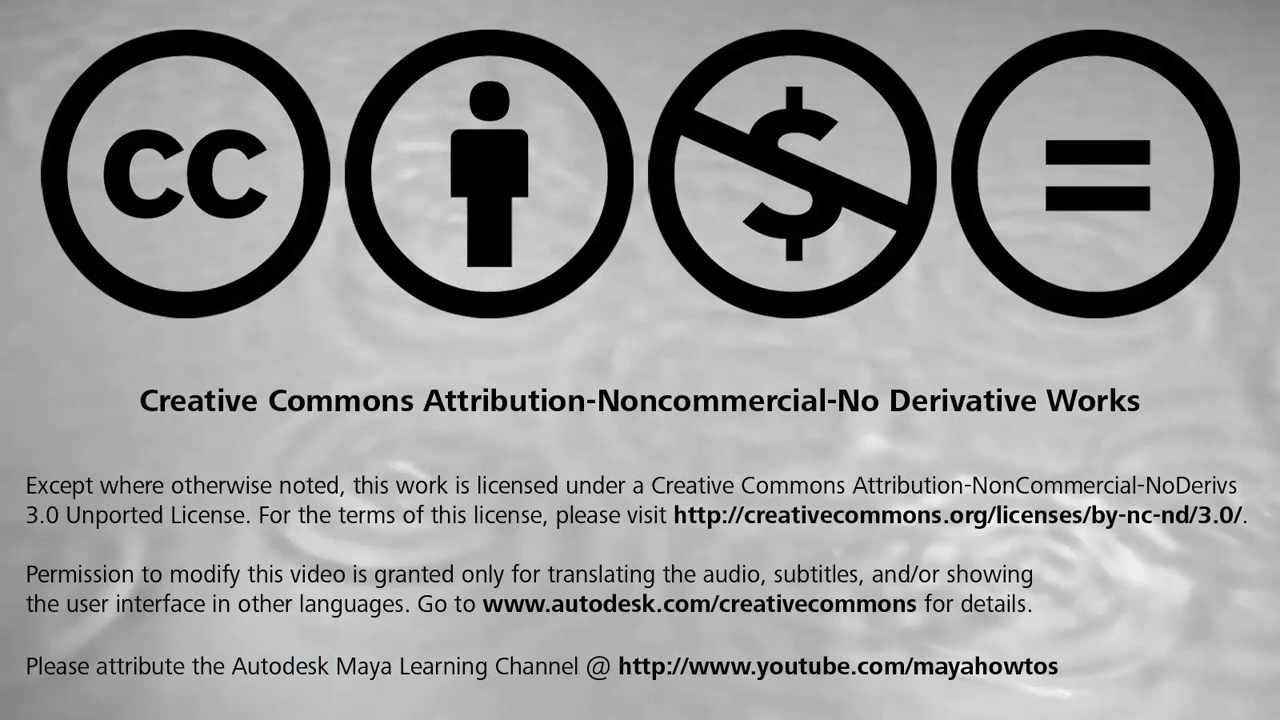 cc $ =
Creative Commons Attribution-Noncommercial-No Derivative Works
Except where otherwise noted, this work is licensed under a Creative Commons Attribution-NonCommercial-NoDerivs
3.0 Unported License. For the terms of this license, please visit http://creativecommons.org/licenses/by-nc-nd/3.0/.
Permission to modify this video is granted only for translating the audio, subtitles, and/or showing
the user interface in other languages. Go to www.autodesk.com/creativecommons for details.
Please attribute the Autodesk Maya Learning Channel @ http://www.youtube.com/mayahowtos